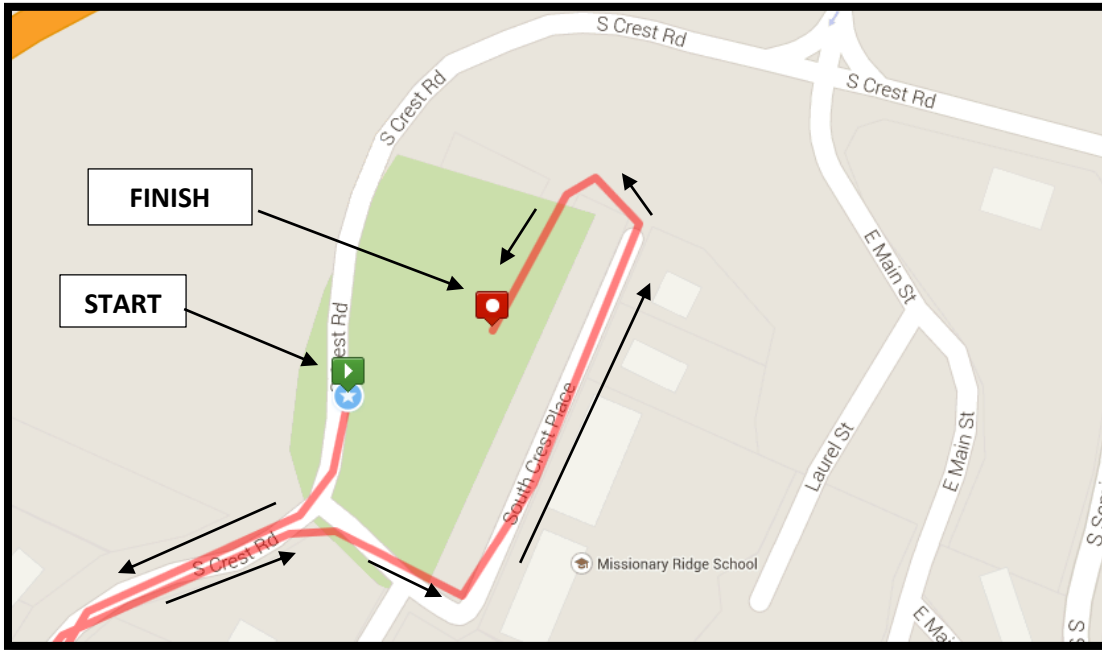 S Crest Rd
S Crest Rd
S Crest Rd
FINISH
START
E Main St
Crest Rd
South Crest Place
Laurel St
E Main St
S Crest Rd
Missionary Ridge School
E Ma
S S